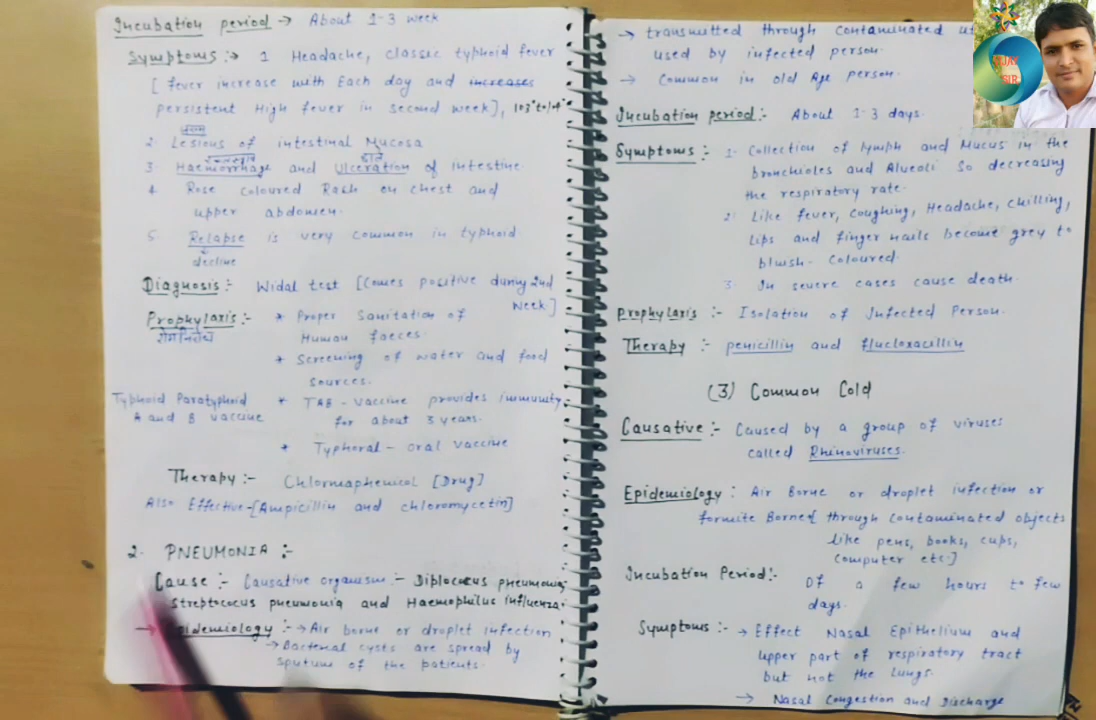 Incubation period → About 1-3 week
Symptoms :→ 1 Headache, classic typhoid fever
[ fever increase with Each day and increases
persistent High fever in second week],
2. Lesions of intestinal Mucosa
3 Haemorrhage and Ulceration of intestine.
4 Rose coloured Rash on chest and
upper abdomen.
5 Relapse is very common in typhoid.
decline
Diagnosis :- Widal test [Comes positive during 2nd
Week]
Prophylaxis :- * Proper Sanitation of
रोगनिरोध Human faeces.
* Screening of water and food
sources.
Typhoid Paratyphoid * TAB - Vaccine provides immunity
A and B vaccine for about 3 years.
* Typhoral - oral vaccine
Therapy :- Chlormaphenicol [Drug]
Also Effective - [Ampicillin and chloromycetin]
2. PNEUMONIA :-
Cause :- Causative organism :- Diplococus pneumonia,
Streptococus pneumonia and Haemophilus influenza.
→ Epidemiology :- → Air borne or droplet infection
→ Bacterial cysts are spread by
sputum of the patients.
→ transmitted through contaminated
used by infected person.
→ Common in old Age person.
Incubation period :- About 1-3 days.
Symptoms :- 1. Collection of lymph and Mucus in the
bronchioles and Alveoli so decreasing
the respiratory rate.
2. Like fever, coughing, Headache, chilling,
lips and finger nails become grey to
bluish - coloured.
3. In severe cases cause death.
prophylaxis :- Isolation of Infected Person.
Therapy :- penicillin and flucloxacillin
(3) Common Cold
Causative :- Caused by a group of viruses
called Rhinoviruses.
Epidemiology : Air Borne or droplet infection or
formite Borne[ through contaminated objects
like pens, books, cups,
computer etc.]
Incubation Period :- Of a few hours to few
days.
Symptoms :- → Effect Nasal Epithelium and
upper part of respiratory tract
but not the lungs.
→ Nasal Congestion and Discharge
SIR